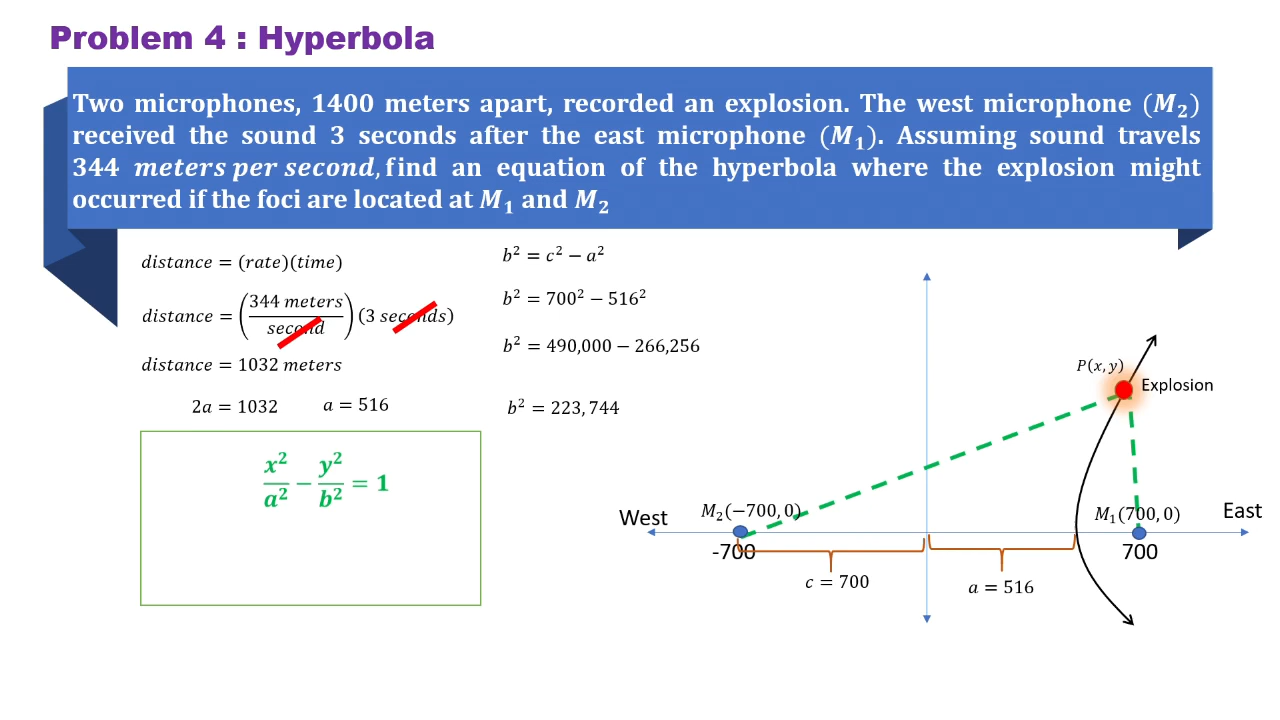 Problem 4 : Hyperbola
Two microphones, 1400 meters apart, recorded an explosion. The west microphone (M₂)
received the sound 3 seconds after the east microphone (M₁). Assuming sound travels
344 meters per second, find an equation of the hyperbola where the explosion might
occurred if the foci are located at M₁ and M₂
distance = (rate)(time)
distance = (344 meters / second) (3 seconds)
distance = 1032 meters
2a = 1032
a = 516
b² = c² − a²
b² = 700² − 516²
b² = 490,000 − 266,256
b² = 223,744
x²/a² − y²/b² = 1
P(x, y)
Explosion
West
M₂(−700, 0)
M₁(700, 0)
East
-700
700
c = 700
a = 516